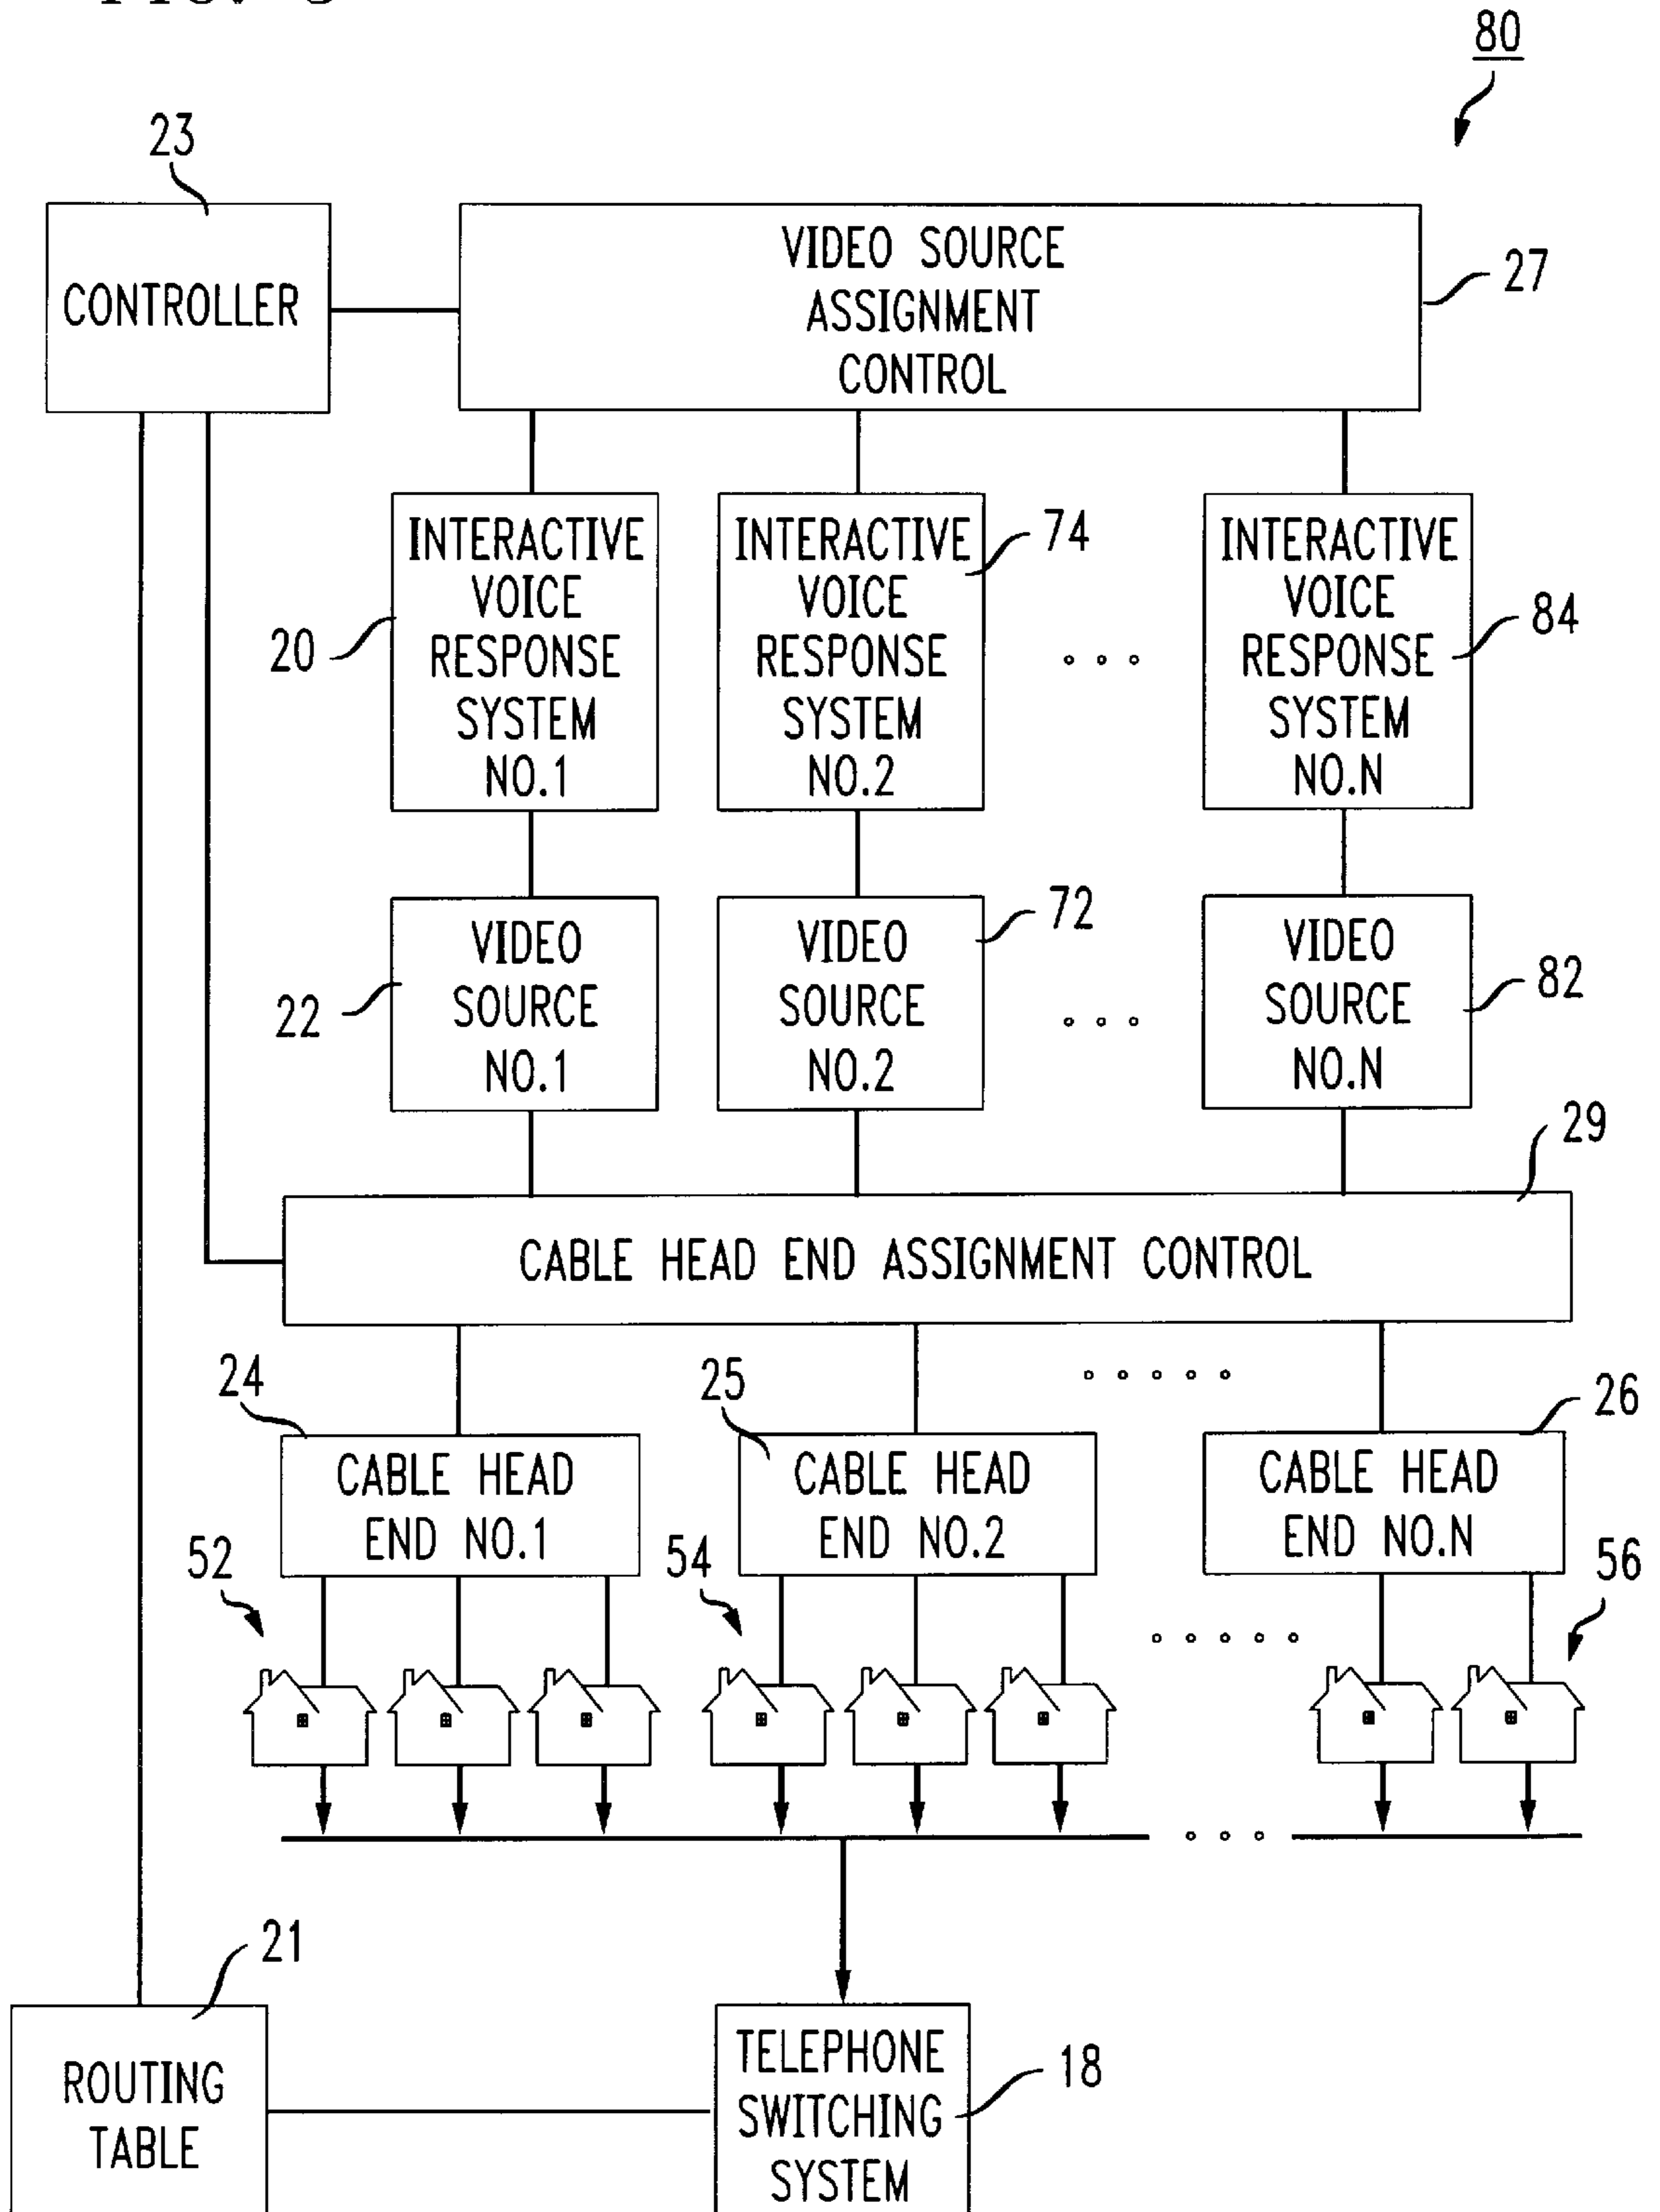 80
23
CONTROLLER
VIDEO SOURCE
ASSIGNMENT
CONTROL
27
INTERACTIVE
VOICE
RESPONSE
SYSTEM
NO.1
20
INTERACTIVE
VOICE
RESPONSE
SYSTEM
NO.2
74
INTERACTIVE
VOICE
RESPONSE
SYSTEM
NO.N
84
VIDEO
SOURCE
NO.1
22
VIDEO
SOURCE
NO.2
72
VIDEO
SOURCE
NO.N
82
29
CABLE HEAD END ASSIGNMENT CONTROL
24
CABLE HEAD
END NO.1
25
CABLE HEAD
END NO.2
26
CABLE HEAD
END NO.N
52
54
56
21
ROUTING
TABLE
TELEPHONE
SWITCHING
SYSTEM
18